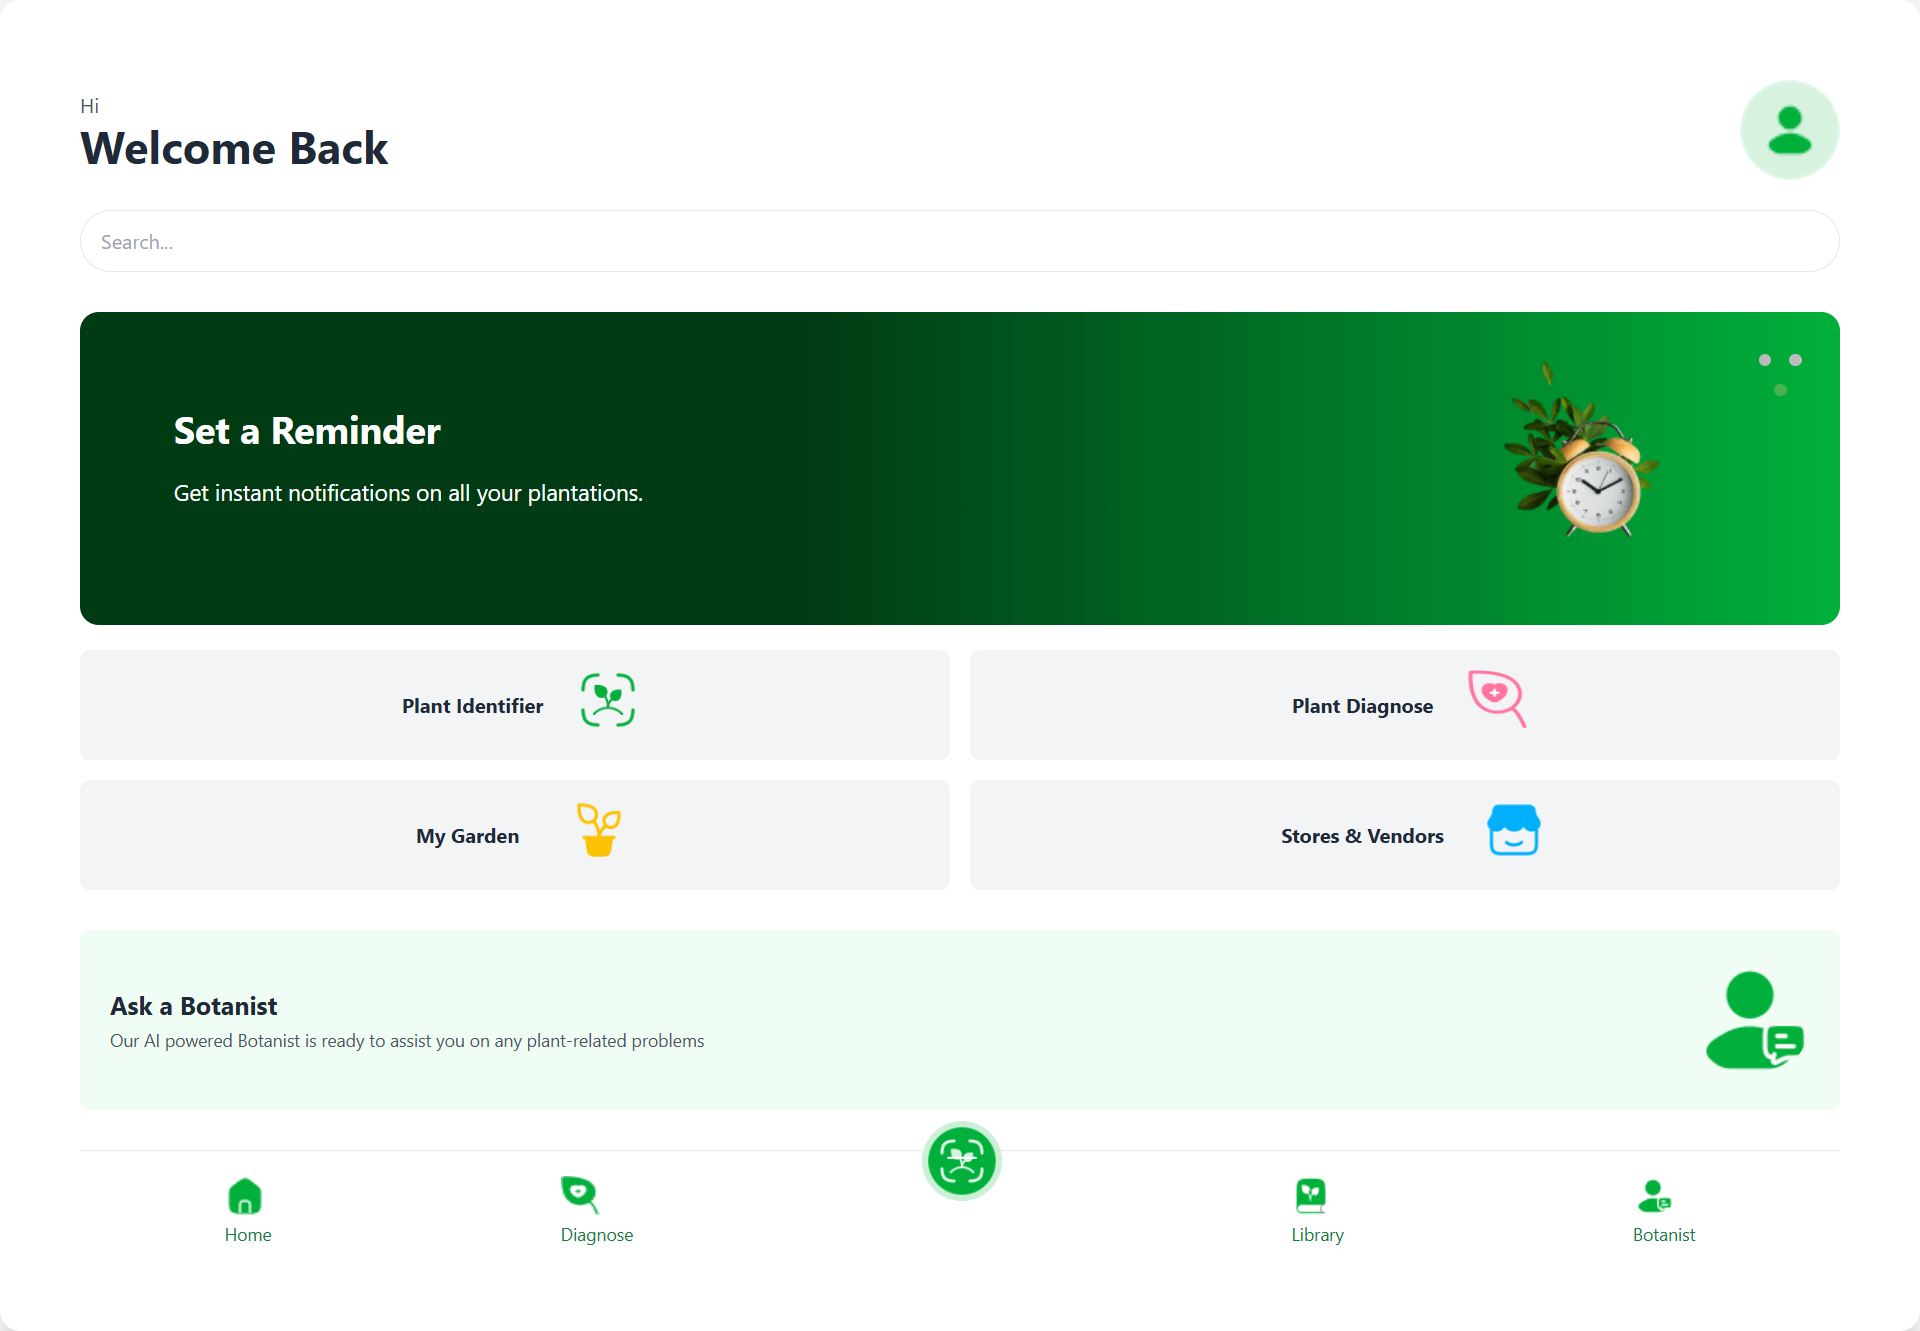 Hi
Welcome Back
Search...
Set a Reminder
Get instant notifications on all your plantations.
Plant Identifier
Plant Diagnose
My Garden
Stores & Vendors
Ask a Botanist
Our AI powered Botanist is ready to assist you on any plant-related problems
Home
Diagnose
Library
Botanist